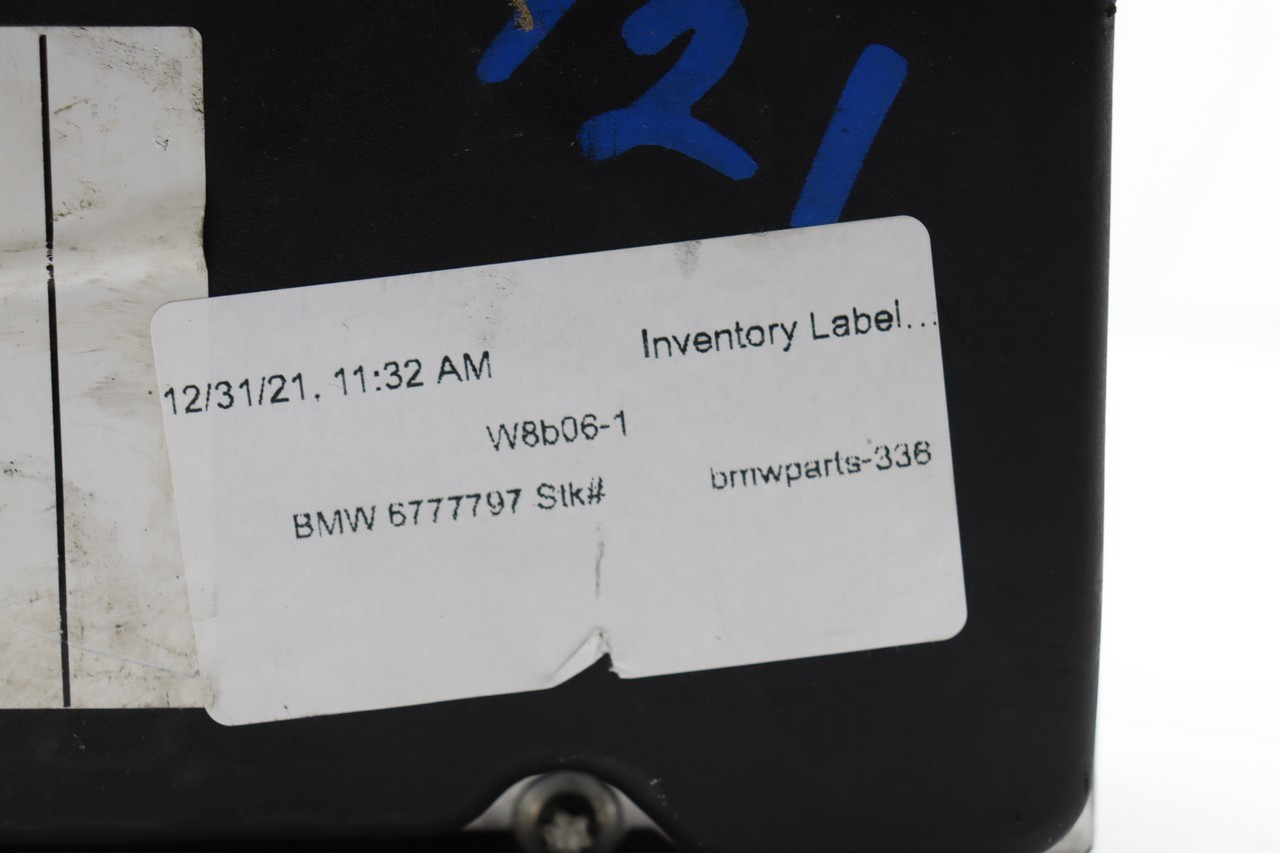 21
12/31/21, 11:32 AM
Inventory Label...
W8b06-1
BMW 6777797 Stk#
bmwparts-336